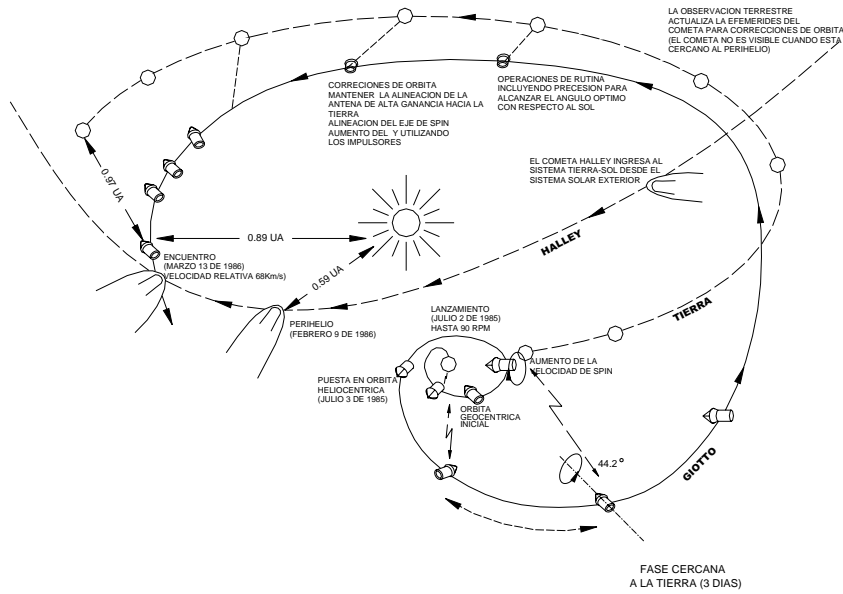 LA OBSERVACION TERRESTRE
ACTUALIZA LA EFEMERIDES DEL
COMETA PARA CORRECCIONES DE ORBITA
(EL COMETA NO ES VISIBLE CUANDO ESTA
CERCANO AL PERIHELIO)
CORRECIONES DE ORBITA
MANTENER LA ALINEACION DE LA
ANTENA DE ALTA GANANCIA HACIA LA
TIERRA
ALINEACION DEL EJE DE SPIN
AUMENTO DEL Y UTILIZANDO
LOS IMPULSORES
OPERACIONES DE RUTINA
INCLUYENDO PRECESION PARA
ALCANZAR EL ANGULO OPTIMO
CON RESPECTO AL SOL
EL COMETA HALLEY INGRESA AL
SISTEMA TIERRA-SOL DESDE EL
SISTEMA SOLAR EXTERIOR
0.97 UA
0.89 UA
0.59 UA
HALLEY
ENCUENTRO
(MARZO 13 DE 1986)
VELOCIDAD RELATIVA 68Km/s)
PERIHELIO
(FEBRERO 9 DE 1986)
LANZAMIENTO
(JULIO 2 DE 1985)
HASTA 90 RPM
TIERRA
AUMENTO DE LA
VELOCIDAD DE SPIN
PUESTA EN ORBITA
HELIOCENTRICA
(JULIO 3 DE 1985)
ORBITA
GEOCENTRICA
INICIAL
44.2°
GIOTTO
FASE CERCANA
A LA TIERRA (3 DIAS)